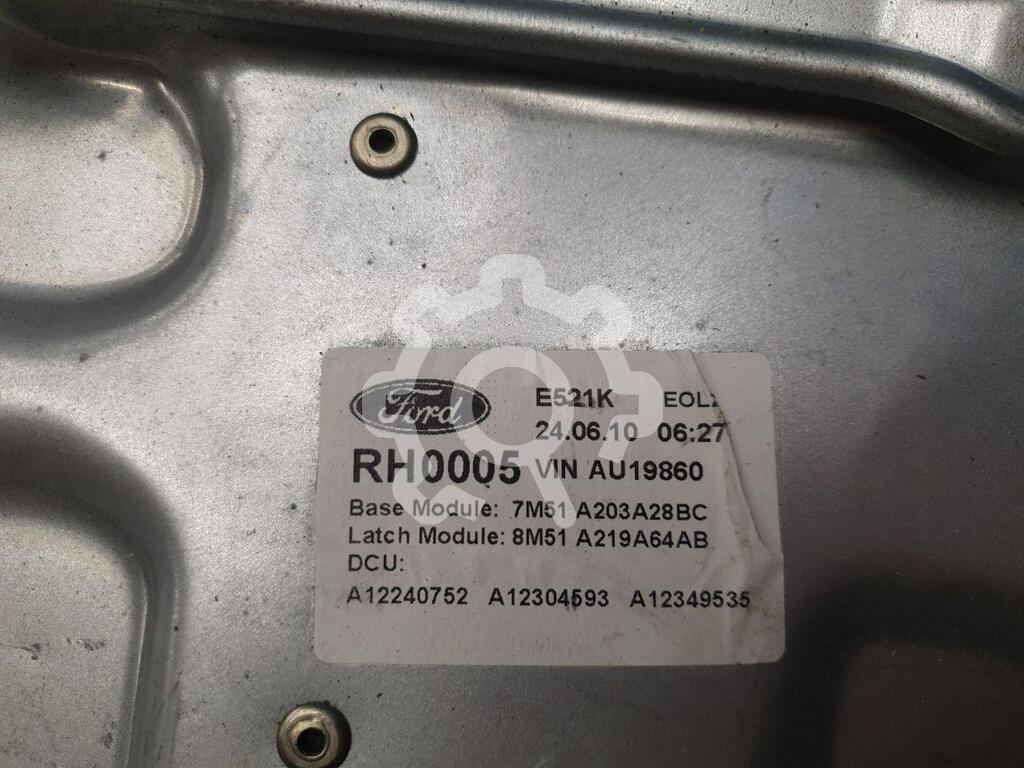 Ford E521K
24.06.10 06:27
RH0005 VIN AU19860
Base Module: 7M51 A203A28BC
Latch Module: 8M51 A219A64AB
DCU:
A12240752 A12304593 A12349535